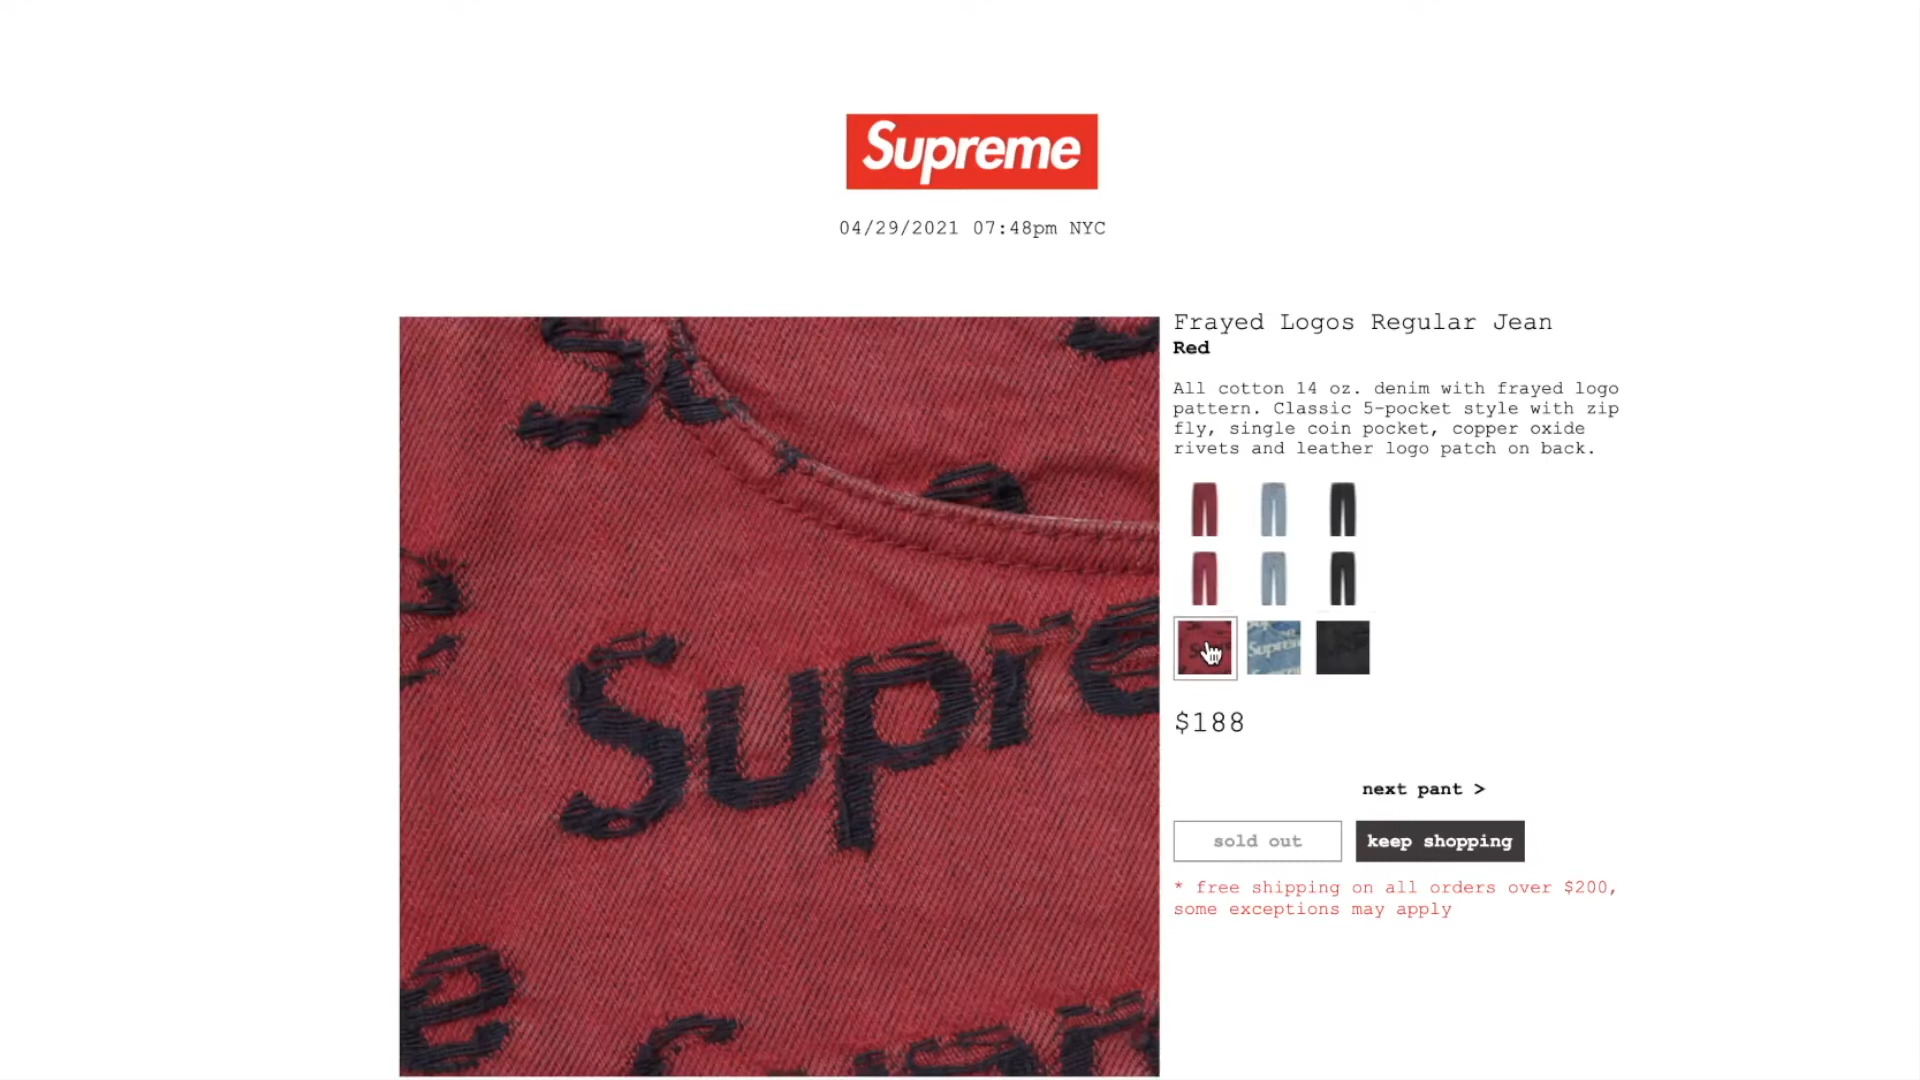 Supreme
04/29/2021 07:48pm NYC
Frayed Logos Regular Jean
Red
All cotton 14 oz. denim with frayed logo
pattern. Classic 5-pocket style with zip
fly, single coin pocket, copper oxide
rivets and leather logo patch on back.
Supre
Supren
$188
next pant >
sold out
keep shopping
* free shipping on all orders over $200,
some exceptions may apply